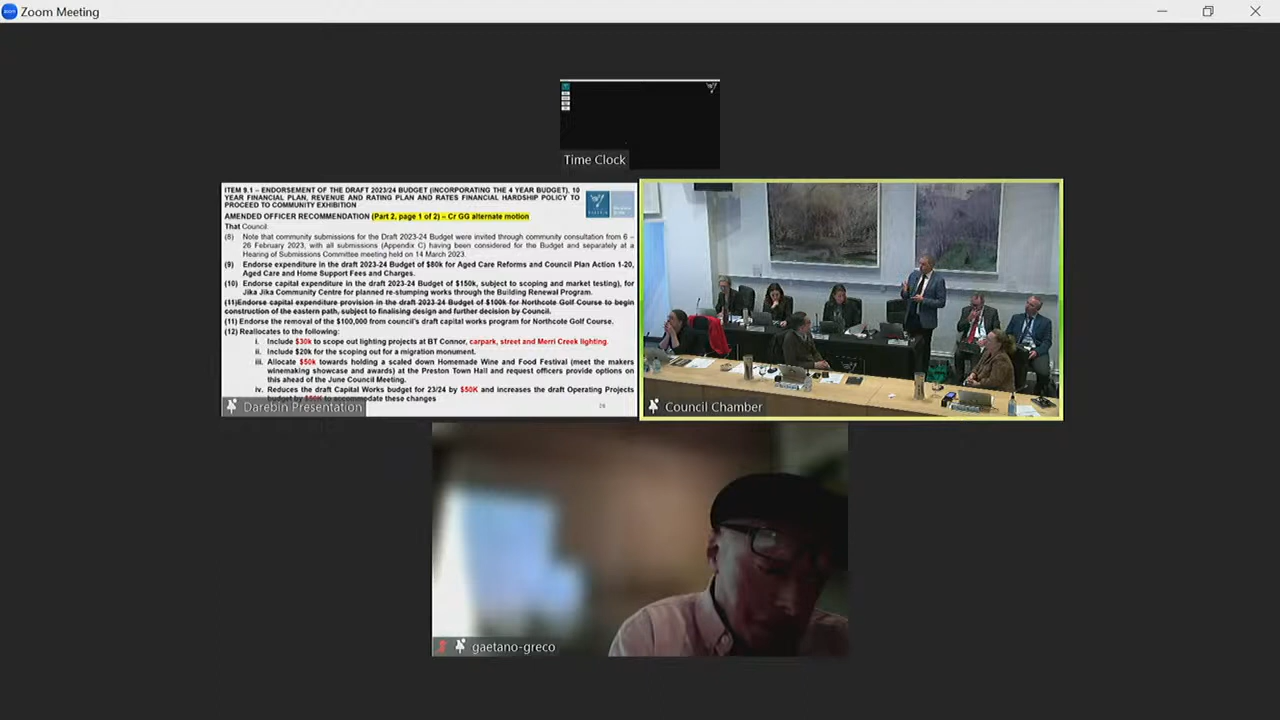 Zoom Meeting
Time Clock
ITEM 9.1 – ENDORSEMENT OF THE DRAFT 2023/24 BUDGET (INCORPORATING THE 4 YEAR BUDGET), 10
YEAR FINANCIAL PLAN, REVENUE AND RATING PLAN AND RATES FINANCIAL HARDSHIP POLICY TO
PROCEED TO COMMUNITY EXHIBITION
AMENDED OFFICER RECOMMENDATION (Part 2, page 1 of 2) – Cr GG alternate motion
That Council:
(8) Note that community submissions for the Draft 2023-24 Budget were invited through community consultation from 6 –
26 February 2023, with all submissions (Appendix C) having been considered for the Budget and separately at a
Hearing of Submissions Committee meeting held on 14 March 2023.
(9) Endorse expenditure in the draft 2023-24 Budget of $80k for Aged Care Reforms and Council Plan Action 1-20,
Aged Care and Home Support Fees and Charges.
(10) Endorse capital expenditure in the draft 2023-24 Budget of $150k, subject to scoping and market testing), for
Jika Jika Community Centre for planned re-stumping works through the Building Renewal Program.
(11)Endorse capital expenditure provision in the draft 2023-24 Budget of $100k for Northcote Golf Course to begin
construction of the eastern path, subject to finalising design and further decision by Council.
(11) Endorse the removal of the $100,000 from council's draft capital works program for Northcote Golf Course.
(12) Reallocates to the following:
i. Include $30k to scope out lighting projects at BT Connor, carpark, street and Merri Creek lighting.
ii. Include $20k for the scoping out for a migration monument.
iii. Allocate $50k towards holding a scaled down Homemade Wine and Food Festival (meet the makers
winemaking showcase and awards) at the Preston Town Hall and request officers provide options on
this ahead of the June Council Meeting.
iv. Reduces the draft Capital Works budget for 23/24 by $50K and increases the draft Operating Projects
budget by $50K to accommodate these changes
Darebin Presentation
Council Chamber
gaetano-greco